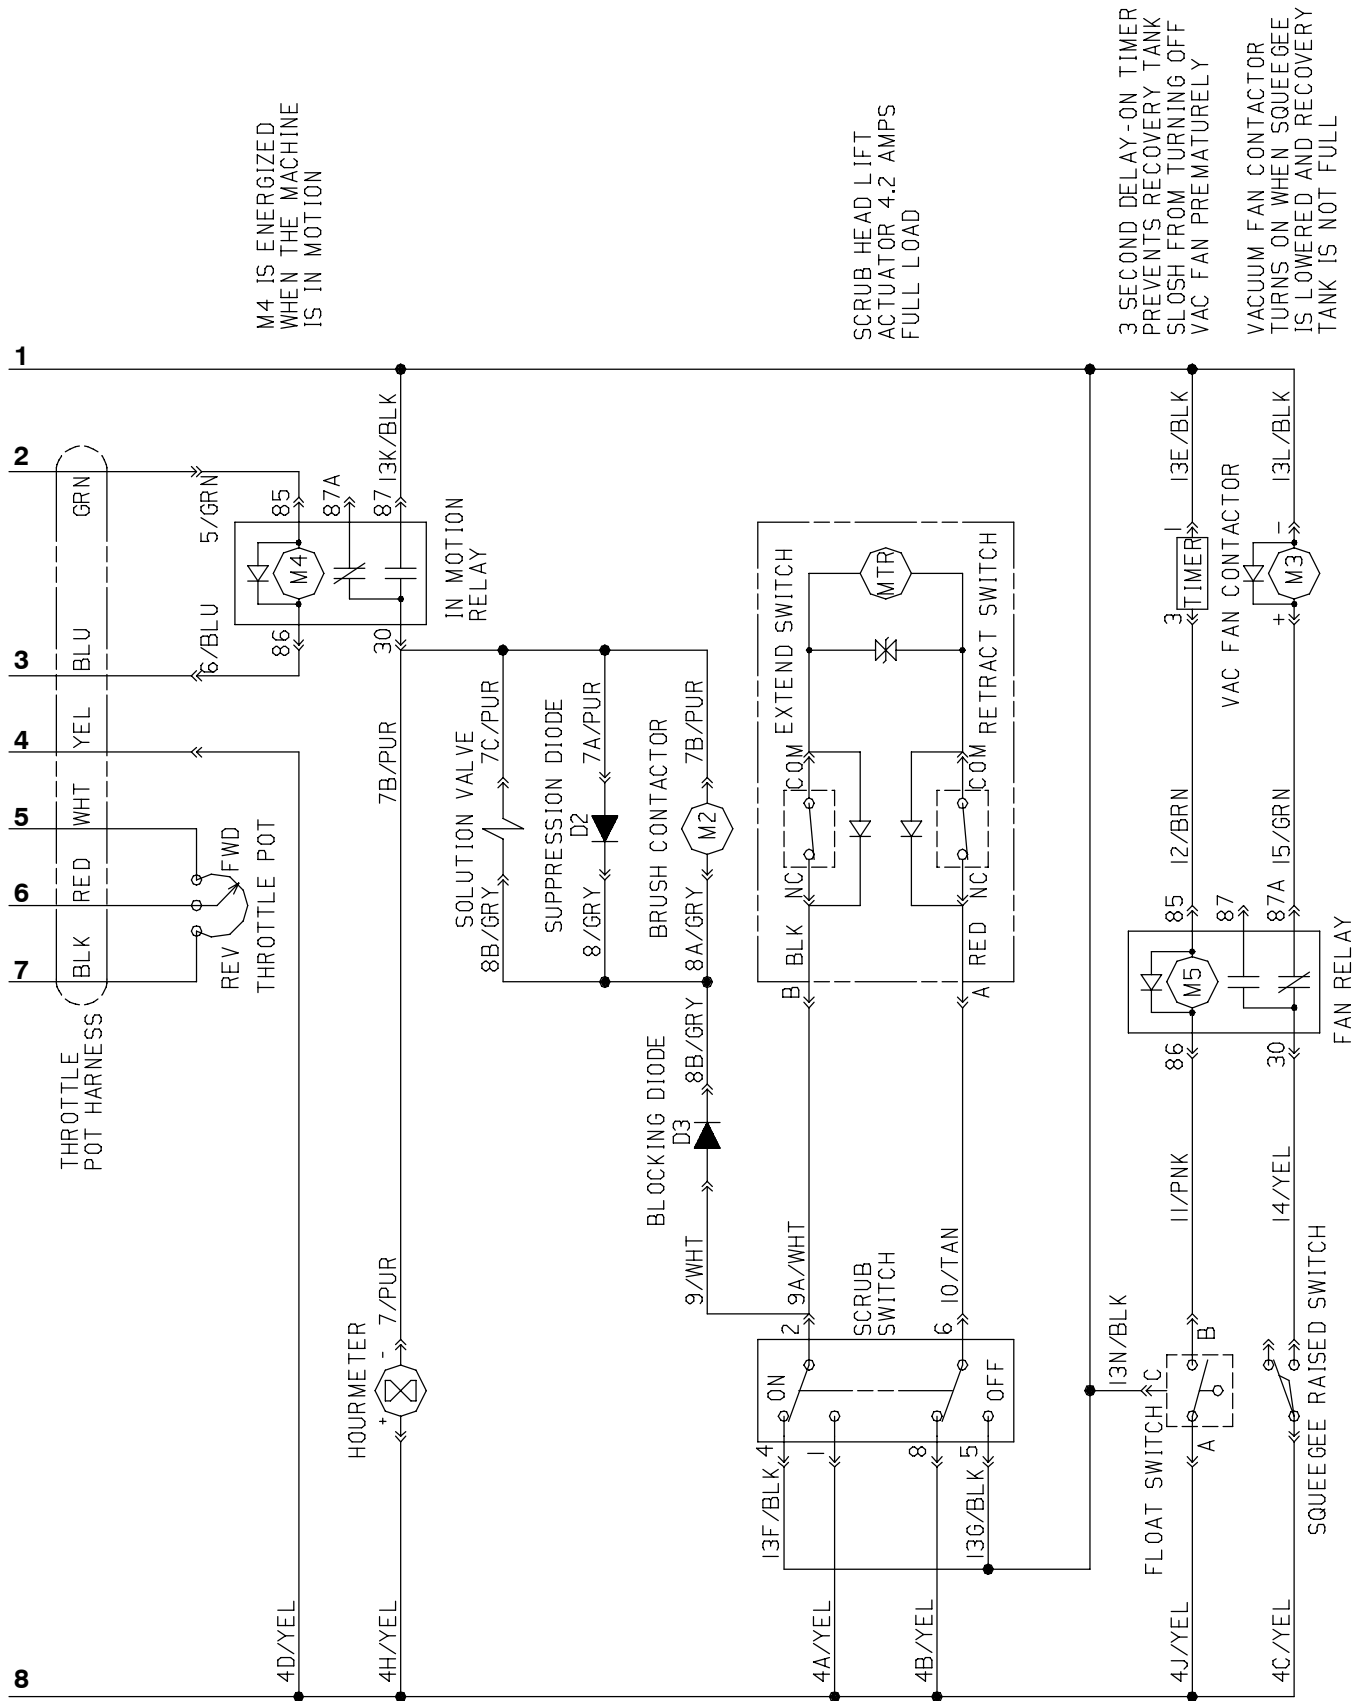 1
2
3
4
5
6
7
8
THROTTLE
POT HARNESS
GRN
BLU
YEL
WHT
RED
BLK
FWD
REV
THROTTLE POT
M4 IS ENERGIZED
WHEN THE MACHINE
IS IN MOTION
5/GRN
6/BLU
85
86
87A
87
30
M4
IN MOTION
RELAY
13K/BLK
4D/YEL
7B/PUR
HOURMETER
+
-
7/PUR
4H/YEL
SOLUTION VALVE
7C/PUR
8B/GRY
SUPPRESSION DIODE
D2
7A/PUR
8/GRY
BRUSH CONTACTOR
M2
7B/PUR
8A/GRY
BLOCKING DIODE
D3
8B/GRY
9/WHT
SCRUB HEAD LIFT
ACTUATOR 4.2 AMPS
FULL LOAD
EXTEND SWITCH
MTR
RETRACT SWITCH
COM
COM
NC
NC
BLK
RED
B
A
9A/WHT
10/TAN
2
6
SCRUB
SWITCH
ON
OFF
4
1
8
5
13F/BLK
13G/BLK
4A/YEL
4B/YEL
3 SECOND DELAY-ON TIMER
PREVENTS RECOVERY TANK
SLOSH FROM TURNING OFF
VAC FAN PREMATURELY
VACUUM FAN CONTACTOR
TURNS ON WHEN SQUEEGEE
IS LOWERED AND RECOVERY
TANK IS NOT FULL
13E/BLK
13L/BLK
1
TIMER
3
VAC FAN CONTACTOR
-
M3
+
12/BRN
15/GRN
85
87
87A
M5
86
30
FAN RELAY
11/PNK
14/YEL
13N/BLK
FLOAT SWITCH
C
B
A
SQUEEGEE RAISED SWITCH
4J/YEL
4C/YEL